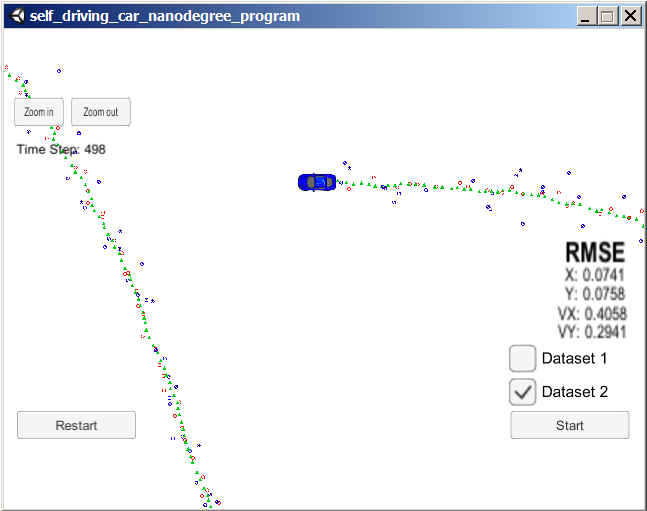 self_driving_car_nanodegree_program
Zoom in
Zoom out
Time Step: 498
RMSE
X: 0.0741
Y: 0.0758
VX: 0.4058
VY: 0.2941
Dataset 1
Dataset 2
Restart
Start